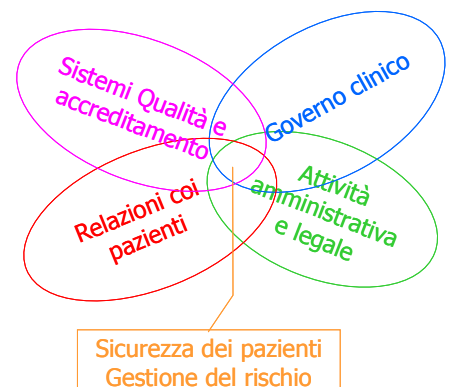 Sistemi Qualità e
accreditamento
Governo clinico
Relazioni coi
pazienti
Attività
amministrativa
e legale
Sicurezza dei pazienti
Gestione del rischio